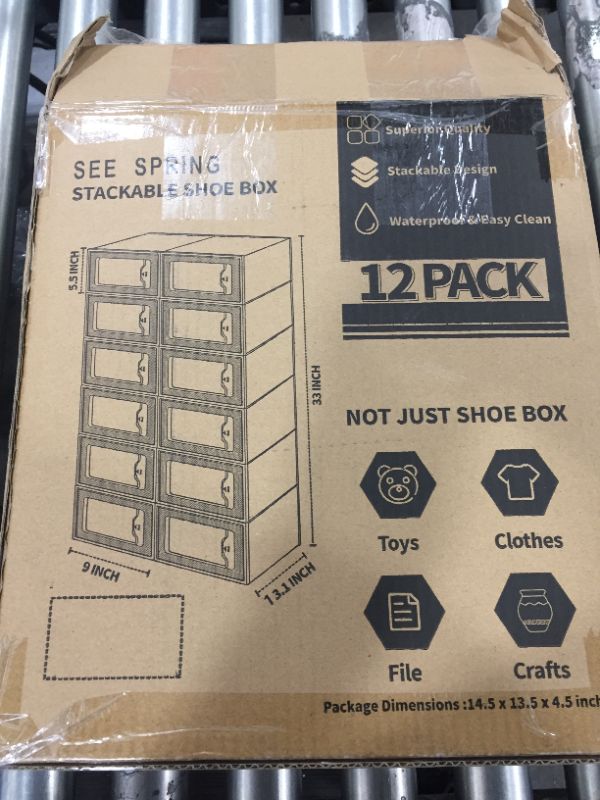 SEE SPRING
STACKABLE SHOE BOX
Superior Quality
Stackable Design
Waterproof & Easy Clean
12 PACK
5.5 INCH
33 INCH
9 INCH
13.1 INCH
NOT JUST SHOE BOX
Toys
Clothes
File
Crafts
Package Dimensions :14.5 x 13.5 x 4.5 inch